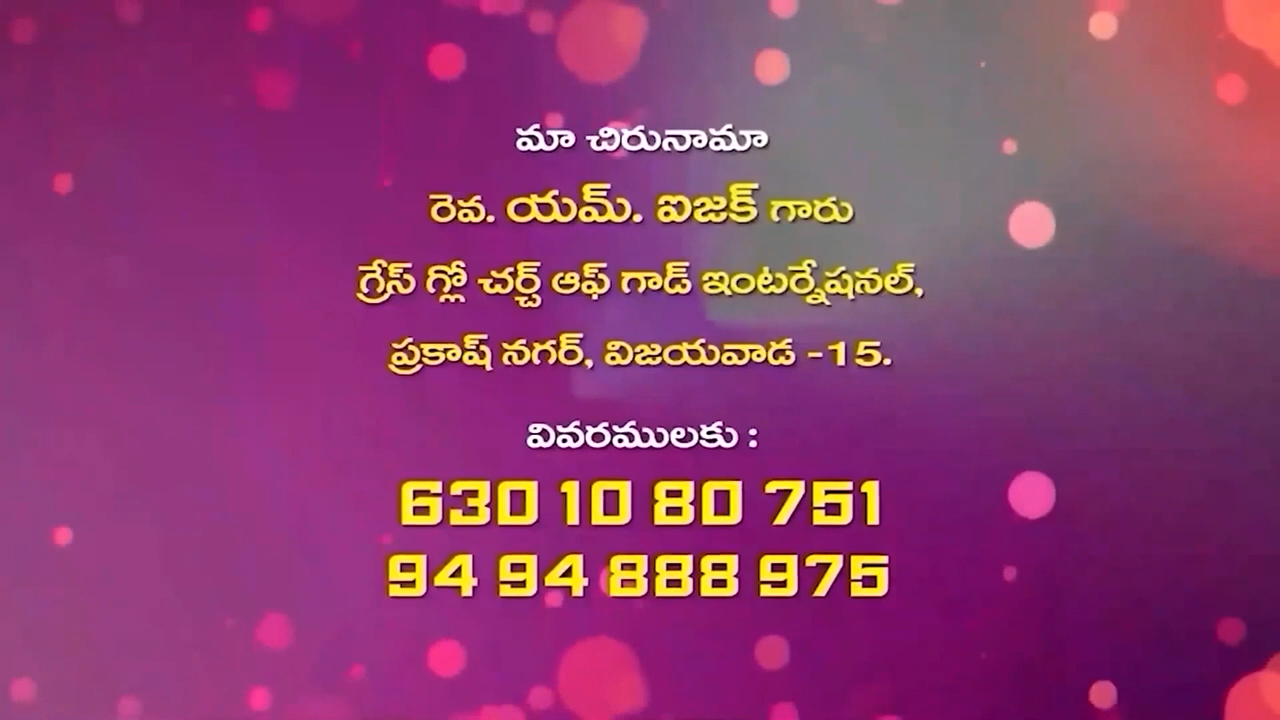 మా చిరునామా
రెవ. యమ్. ఐజక్ గారు
గ్రేస్ గ్లో చర్చ్ ఆఫ్ గాడ్ ఇంటర్నేషనల్,
ప్రకాష్ నగర్, విజయవాడ -15.
వివరములకు :
630 10 80 751
94 94 888 975